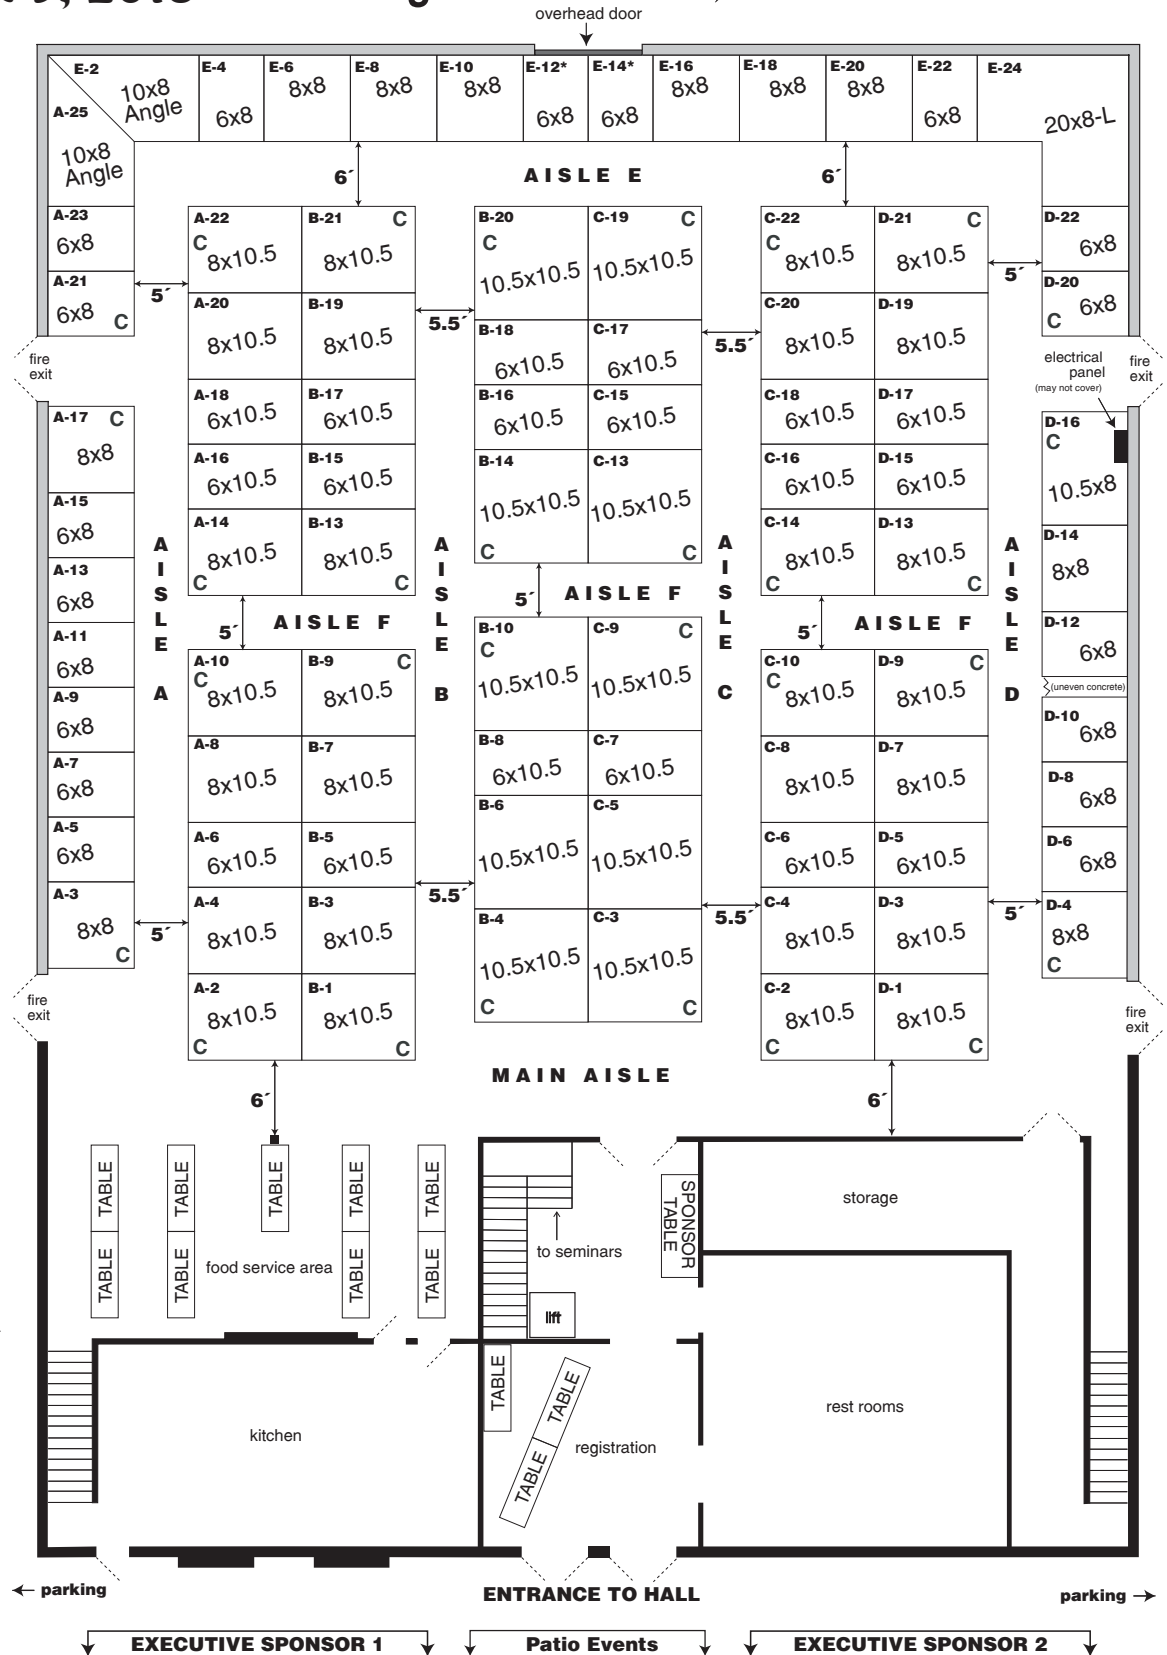 overhead door
E-2
10x8
Angle
E-4
6x8
E-6
8x8
E-8
8x8
E-10
8x8
E-12*
6x8
E-14*
6x8
E-16
8x8
E-18
8x8
E-20
8x8
E-22
6x8
E-24
20x8-L
A-25
10x8
Angle
6´
AISLE E
6´
A-23
6x8
A-21
6x8
C
5´
fire
exit
A-17
C
8x8
A-15
6x8
A-13
6x8
A-11
6x8
A-9
6x8
A-7
6x8
A-5
6x8
A-3
8x8
C
5´
fire
exit
AISLE A
A-22
C
8x10.5
B-21
C
8x10.5
A-20
8x10.5
B-19
8x10.5
A-18
6x10.5
B-17
6x10.5
A-16
6x10.5
B-15
6x10.5
A-14
8x10.5
C
B-13
8x10.5
C
5´
AISLE F
A-10
C
8x10.5
B-9
C
8x10.5
A-8
8x10.5
B-7
8x10.5
A-6
6x10.5
B-5
6x10.5
A-4
8x10.5
B-3
8x10.5
A-2
8x10.5
C
B-1
8x10.5
C
5.5´
AISLE B
5.5´
B-20
C
10.5x10.5
C-19
C
10.5x10.5
B-18
6x10.5
C-17
6x10.5
B-16
6x10.5
C-15
6x10.5
B-14
10.5x10.5
C
C-13
10.5x10.5
C
5´
AISLE F
B-10
C
10.5x10.5
C-9
C
10.5x10.5
B-8
6x10.5
C-7
6x10.5
B-6
10.5x10.5
C-5
10.5x10.5
B-4
10.5x10.5
C
C-3
10.5x10.5
C
5.5´
AISLE C
5.5´
C-22
C
8x10.5
D-21
C
8x10.5
C-20
8x10.5
D-19
8x10.5
C-18
6x10.5
D-17
6x10.5
C-16
6x10.5
D-15
6x10.5
C-14
8x10.5
C
D-13
8x10.5
C
5´
AISLE F
C-10
C
8x10.5
D-9
C
8x10.5
C-8
8x10.5
D-7
8x10.5
C-6
6x10.5
D-5
6x10.5
C-4
8x10.5
D-3
8x10.5
C-2
8x10.5
C
D-1
8x10.5
C
5´
AISLE D
5´
D-22
6x8
D-20
C
6x8
electrical
panel
(may not cover)
fire
exit
D-16
C
10.5x8
D-14
8x8
D-12
6x8
(uneven concrete)
D-10
6x8
D-8
6x8
D-6
6x8
D-4
8x8
C
fire
exit
MAIN AISLE
6´
6´
TABLE
TABLE
TABLE
TABLE
TABLE
TABLE
TABLE
TABLE
TABLE
food service area
to seminars
lift
SPONSOR
TABLE
storage
kitchen
TABLE
TABLE
TABLE
registration
rest rooms
parking
ENTRANCE TO HALL
parking
EXECUTIVE SPONSOR 1
Patio Events
EXECUTIVE SPONSOR 2